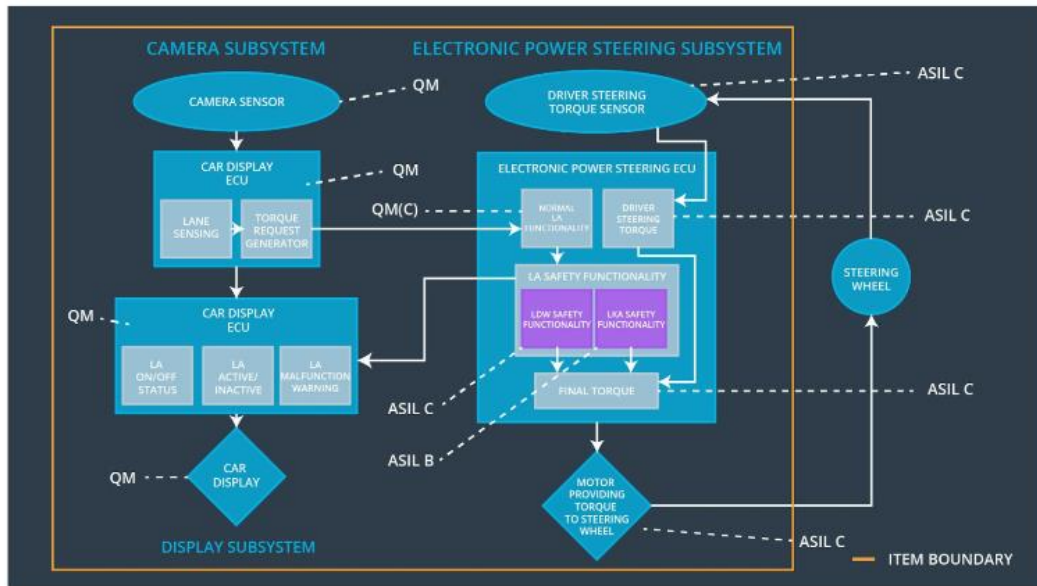 CAMERA SUBSYSTEM
ELECTRONIC POWER STEERING SUBSYSTEM
CAMERA SENSOR
QM
DRIVER STEERING
TORQUE SENSOR
ASIL C
CAR DISPLAY
ECU
QM
LANE
SENSING
TORQUE
REQUEST
GENERATOR
ELECTRONIC POWER STEERING ECU
QM(C)
NORMAL
LA
FUNCTIONALITY
DRIVER
STEERING
TORQUE
ASIL C
STEERING
WHEEL
LA SAFETY FUNCTIONALITY
LDW SAFETY
FUNCTIONALITY
LKA SAFETY
FUNCTIONALITY
QM
CAR DISPLAY
ECU
LA
ON/OFF
STATUS
LA
ACTIVE/
INACTIVE
LA
MALFUNCTION
WARNING
FINAL TORQUE
ASIL C
ASIL C
ASIL B
QM
CAR
DISPLAY
MOTOR
PROVIDING
TORQUE
TO STEERING
WHEEL
ASIL C
DISPLAY SUBSYSTEM
ITEM BOUNDARY